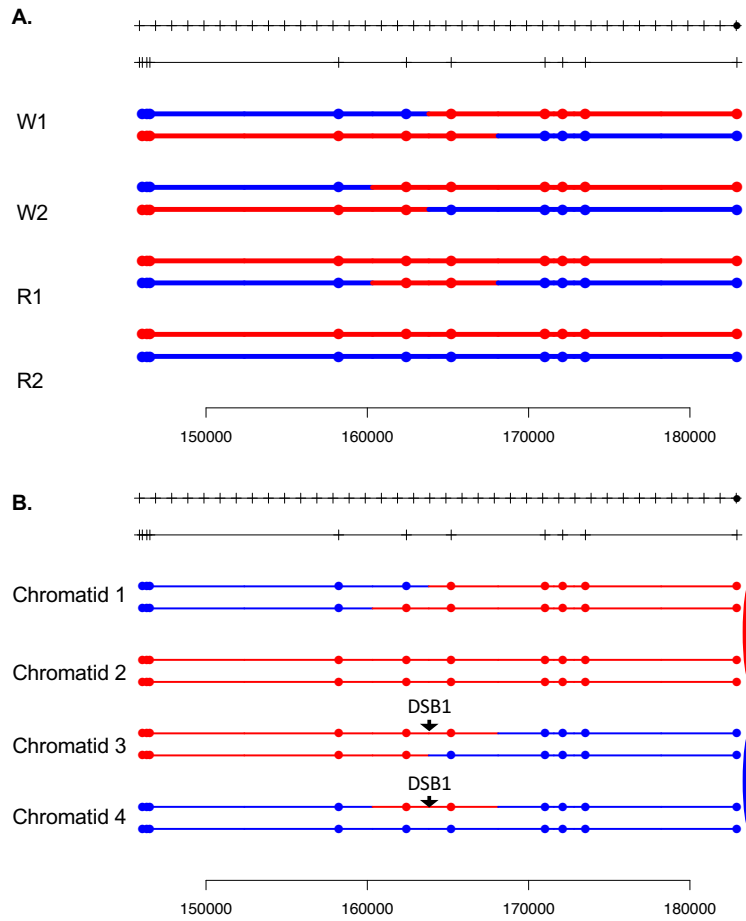 A.
W1
W2
R1
R2
150000 160000 170000 180000
B.
Chromatid 1
Chromatid 2
DSB1
Chromatid 3
DSB1
Chromatid 4
150000 160000 170000 180000